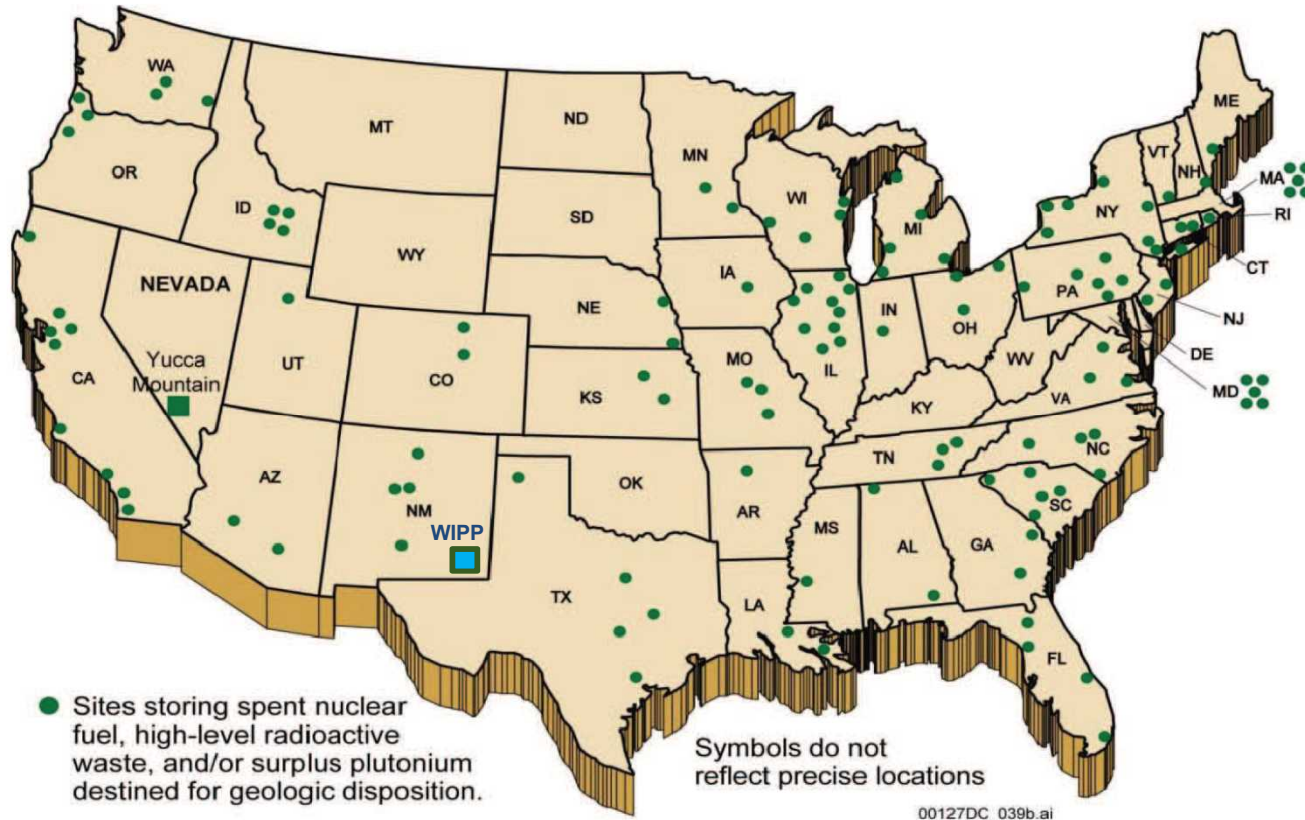 WA
MT
ND
MN
ME
VT
NH
MA
OR
ID
SD
WI
MI
NY
RI
WY
CT
NEVADA
IA
PA
NE
NJ
IN
OH
UT
Yucca
Mountain
CO
IL
WV
DE
CA
MO
KS
VA
MD
KY
NC
TN
AZ
OK
NM
AR
SC
WIPP
MS
AL
GA
TX
LA
FL
Sites storing spent nuclear
fuel, high-level radioactive
waste, and/or surplus plutonium
destined for geologic disposition.
Symbols do not
reflect precise locations
00127DC_039b.ai